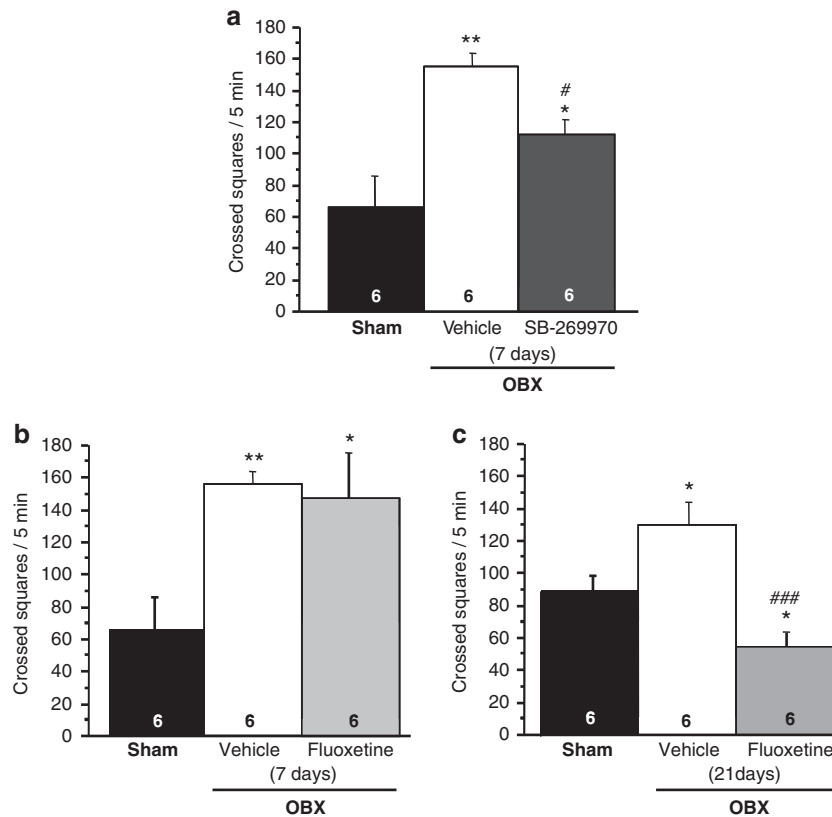 a
Crossed squares / 5 min
180
160
140
120
100
80
60
40
20
0
**
#
*
6 6 6
Sham Vehicle SB-269970
(7 days)
OBX
b
Crossed squares / 5 min
180
160
140
120
100
80
60
40
20
0
**
*
6 6 6
Sham Vehicle Fluoxetine
(7 days)
OBX
c
Crossed squares / 5 min
180
160
140
120
100
80
60
40
20
0
*
###
*
6 6 6
Sham Vehicle Fluoxetine
(21days)
OBX